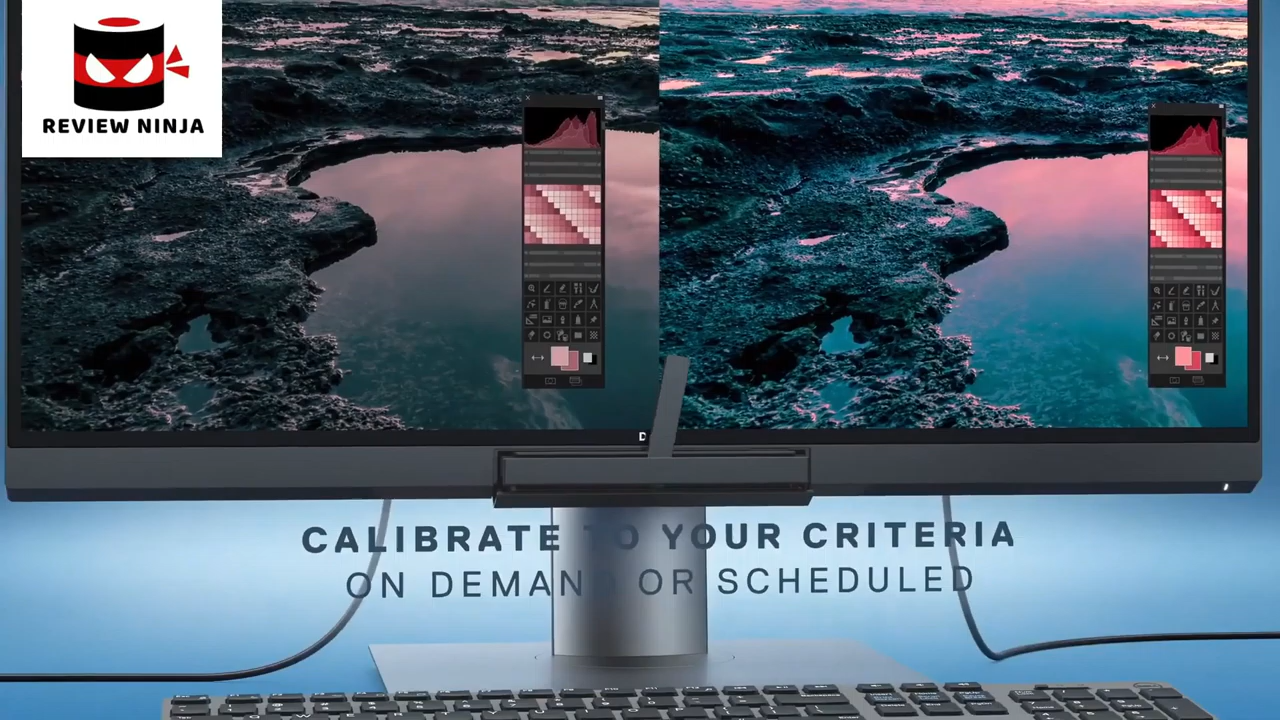 REVIEW NINJA
CALIBRATE TO YOUR CRITERIA
ON DEMAND OR SCHEDULED